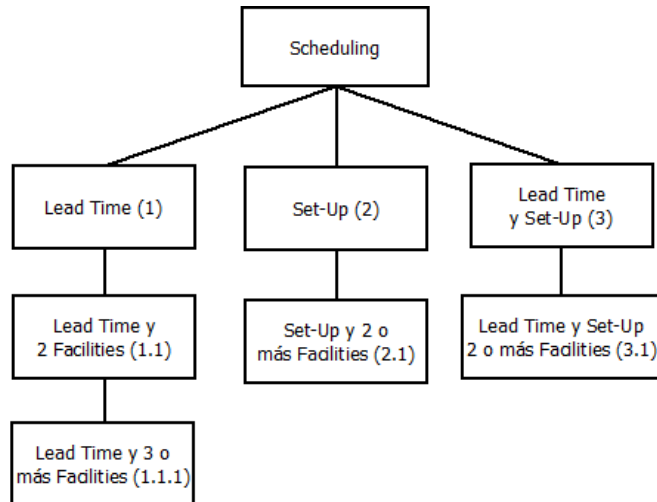 Scheduling
Lead Time (1)
Set-Up (2)
Lead Time
y Set-Up (3)
Lead Time y
2 Facilities (1.1)
Set-Up y 2 o
más Facilities (2.1)
Lead Time y Set-Up
2 o más Facilities (3.1)
Lead Time y 3 o
más Facilities (1.1.1)